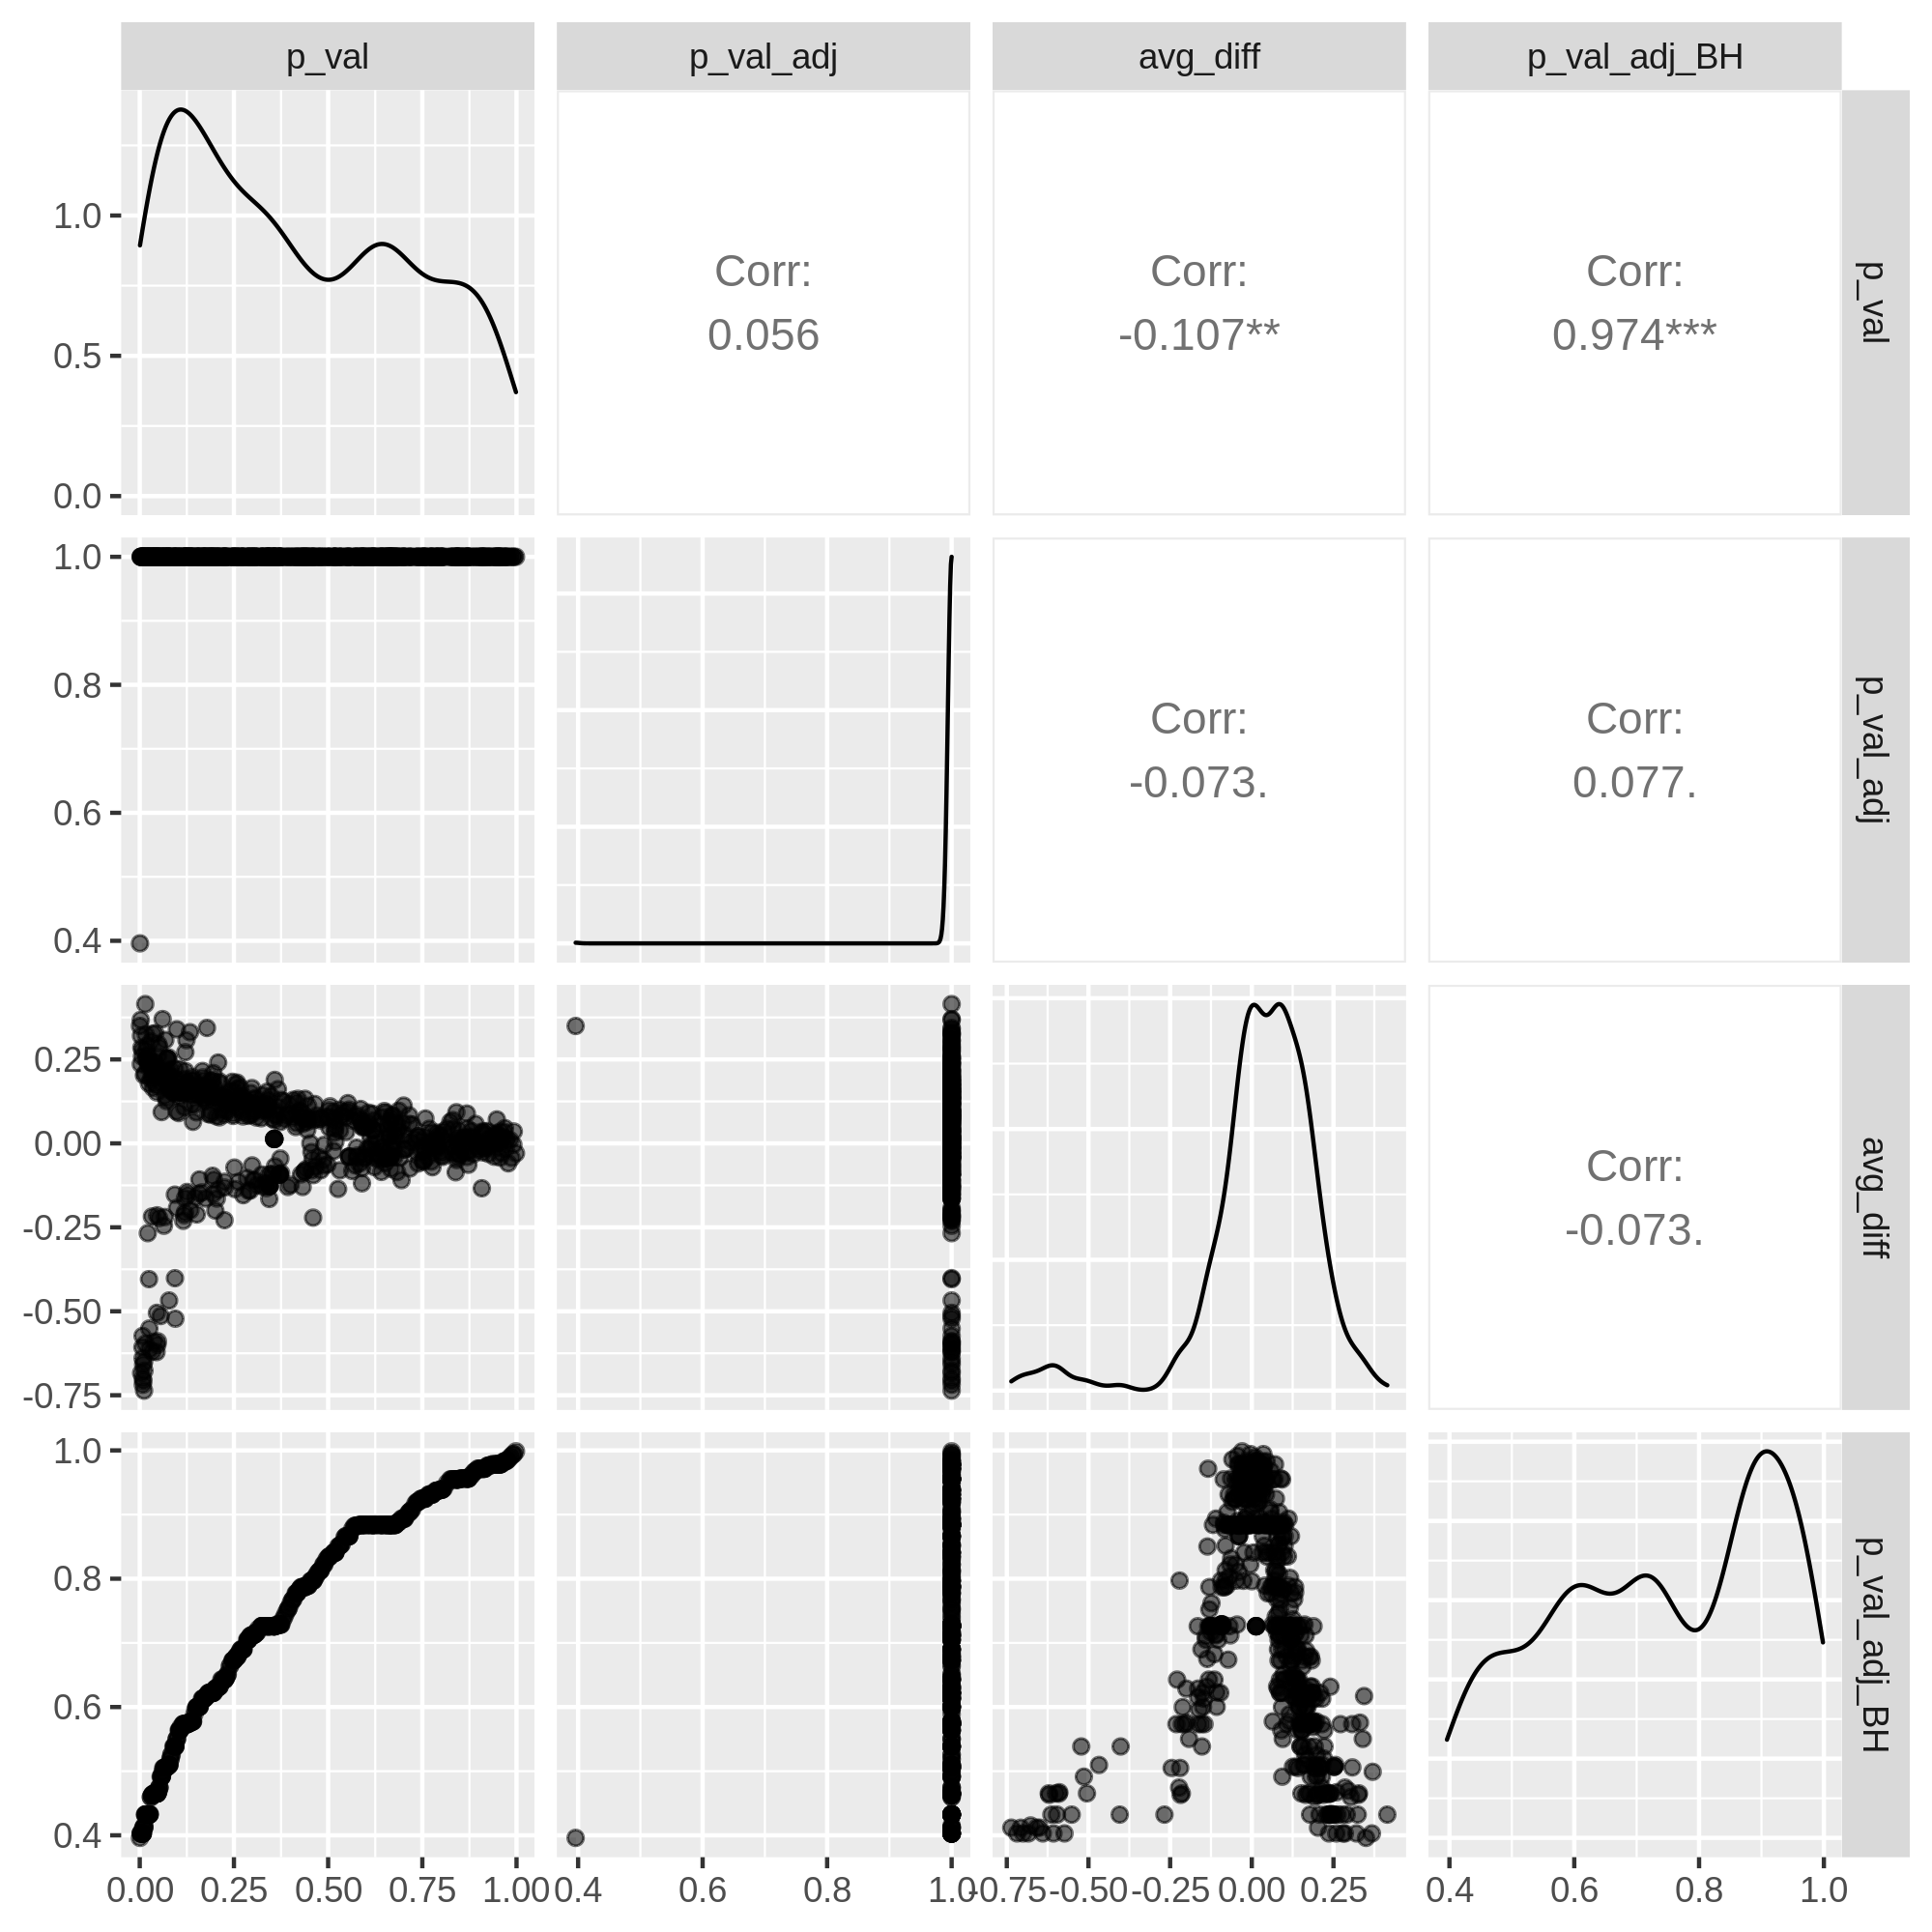 p_val p_val_adj avg_diff p_val_adj_BH
1.0
0.5
0.0
Corr:
0.056
Corr:
-0.107**
Corr:
0.974***
p_val
1.0
0.8
0.6
0.4
Corr:
-0.073.
Corr:
0.077.
p_val_adj
0.25
0.00
-0.25
-0.50
-0.75
Corr:
-0.073.
avg_diff
1.0
0.8
0.6
0.4
p_val_adj_BH
0.00 0.25 0.50 0.75 1.00 0.4 0.6 0.8 1.0 -0.75 -0.50 -0.25 0.00 0.25 0.4 0.6 0.8 1.0